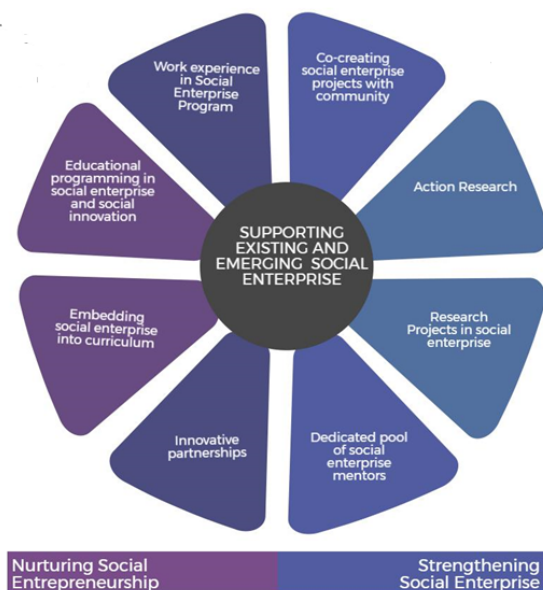 Work experience
in Social
Enterprise
Program
Co-creating
social enterprise
projects with
community
Educational
programming in
social enterprise
and social
innovation
Action Research
SUPPORTING
EXISTING AND
EMERGING SOCIAL
ENTERPRISE
Embedding
social enterprise
into curriculum
Research
Projects in social
enterprise
Innovative
partnerships
Dedicated pool
of social
enterprise
mentors
Nurturing Social
Entrepreneurship
Strengthening
Social Enterprise